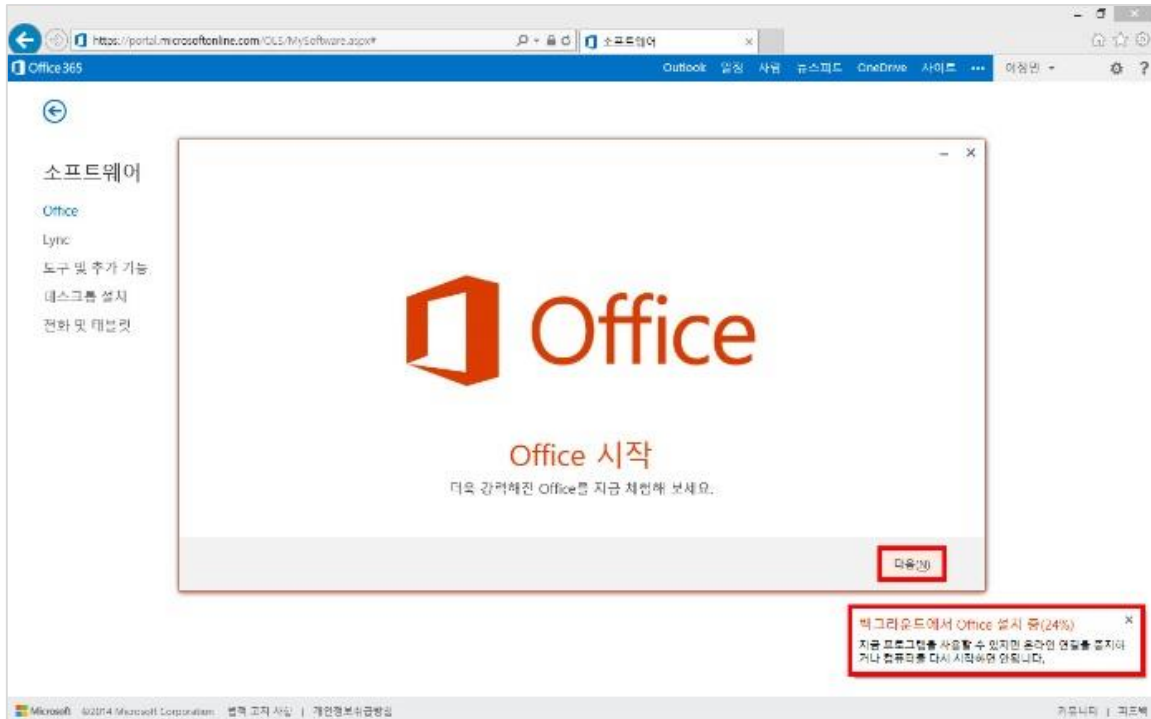 https://portal.microsoftonline.com/OLS/MySoftware.aspx# 소프트웨어
Office 365 Outlook 일정 사람 뉴스피드 OneDrive 사이트 ••• 이정민 ?
소프트웨어
Office
Lync
도구 및 추가 기능
데스크톱 설치
전화 및 태블릿
Office
Office 시작
더욱 강력해진 Office를 지금 체험해 보세요.
다음(N)
백그라운드에서 Office 설치 중(24%)
지금 프로그램을 사용할 수 있지만 온라인 연결을 중지하
거나 컴퓨터를 다시 시작하면 안됩니다.
Microsoft ©2014 Microsoft Corporation 법적 고지 사항 | 개인정보취급방침 커뮤니티 | 피드백